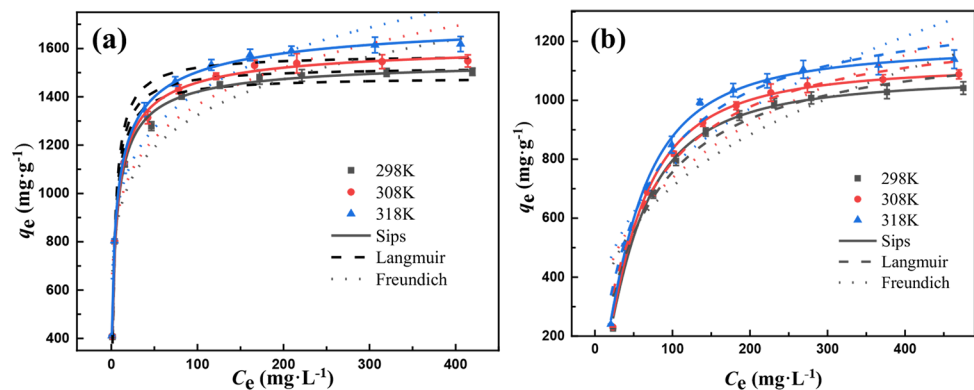 (a)
1600
1400
1200
1000
800
600
400
qe (mg·g-1)
298K
308K
318K
Sips
Langmuir
Freundich
0
100
200
300
400
Ce (mg·L-1)
(b)
1200
1000
800
600
400
200
qe (mg·g-1)
298K
308K
318K
Sips
Langmuir
Freundich
0
100
200
300
400
Ce (mg·L-1)